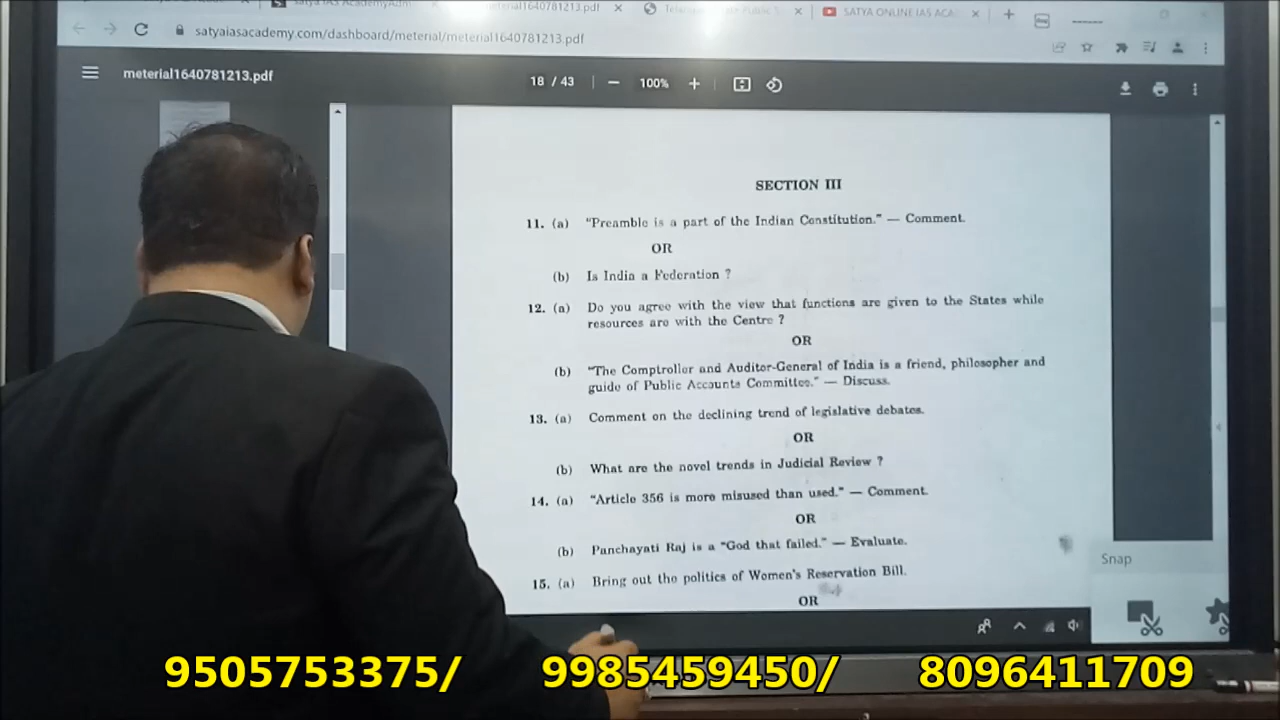 meterial1640781213.pdf
SATYA ONLINE IAS ACA
satyaiasacademy.com/dashboard/meterial/meterial1640781213.pdf
meterial1640781213.pdf
18 / 43
100%
SECTION III
11. (a) "Preamble is a part of the Indian Constitution." — Comment.
OR
(b) Is India a Federation ?
12. (a) Do you agree with the view that functions are given to the States while
resources are with the Centre ?
OR
(b) "The Comptroller and Auditor-General of India is a friend, philosopher and
guide of Public Accounts Committee." — Discuss.
13. (a) Comment on the declining trend of legislative debates.
OR
(b) What are the novel trends in Judicial Review ?
14. (a) "Article 356 is more misused than used." — Comment.
OR
(b) Panchayati Raj is a "God that failed." — Evaluate.
15. (a) Bring out the politics of Women's Reservation Bill.
OR
Snap
9505753375/ 9985459450/ 8096411709